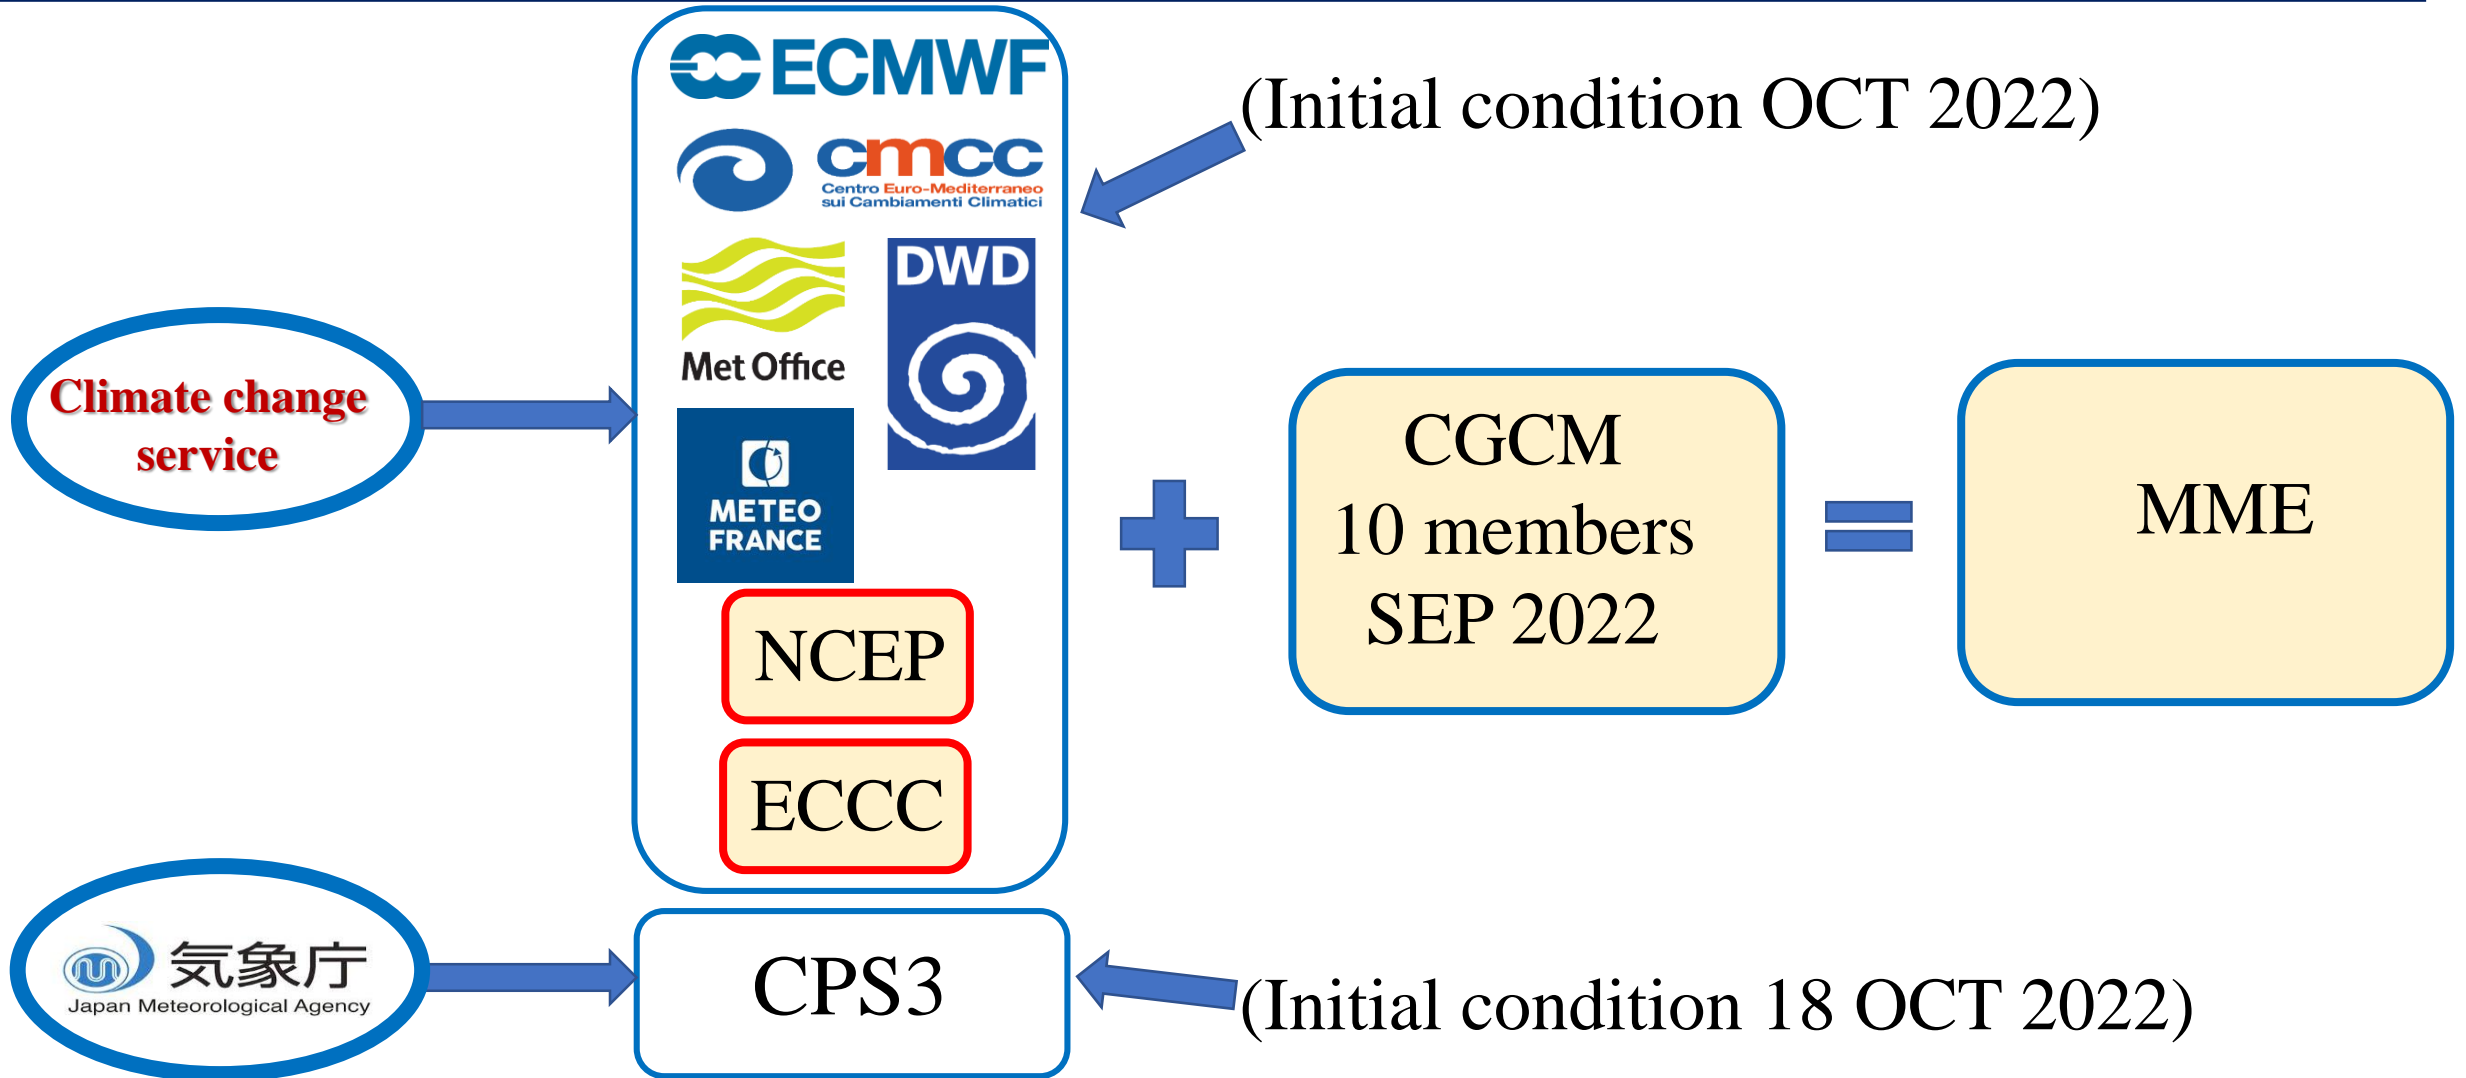 ECMWF
(Initial condition OCT 2022)
cmcc
Centro Euro-Mediterraneo
sui Cambiamenti Climatici
Met Office
DWD
Climate change
service
METEO
FRANCE
NCEP
ECCC
CGCM
10 members
SEP 2022
MME
気象庁
Japan Meteorological Agency
CPS3
(Initial condition 18 OCT 2022)